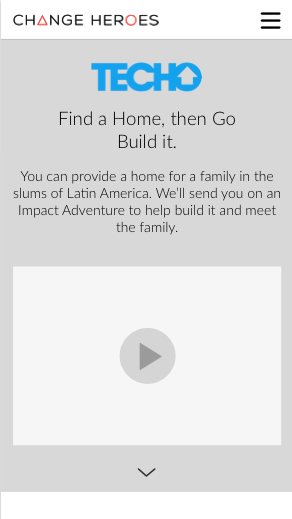 CHANGE HEROES
TECHO
Find a Home, then Go
Build it.
You can provide a home for a family in the
slums of Latin America. We'll send you on an
Impact Adventure to help build it and meet
the family.